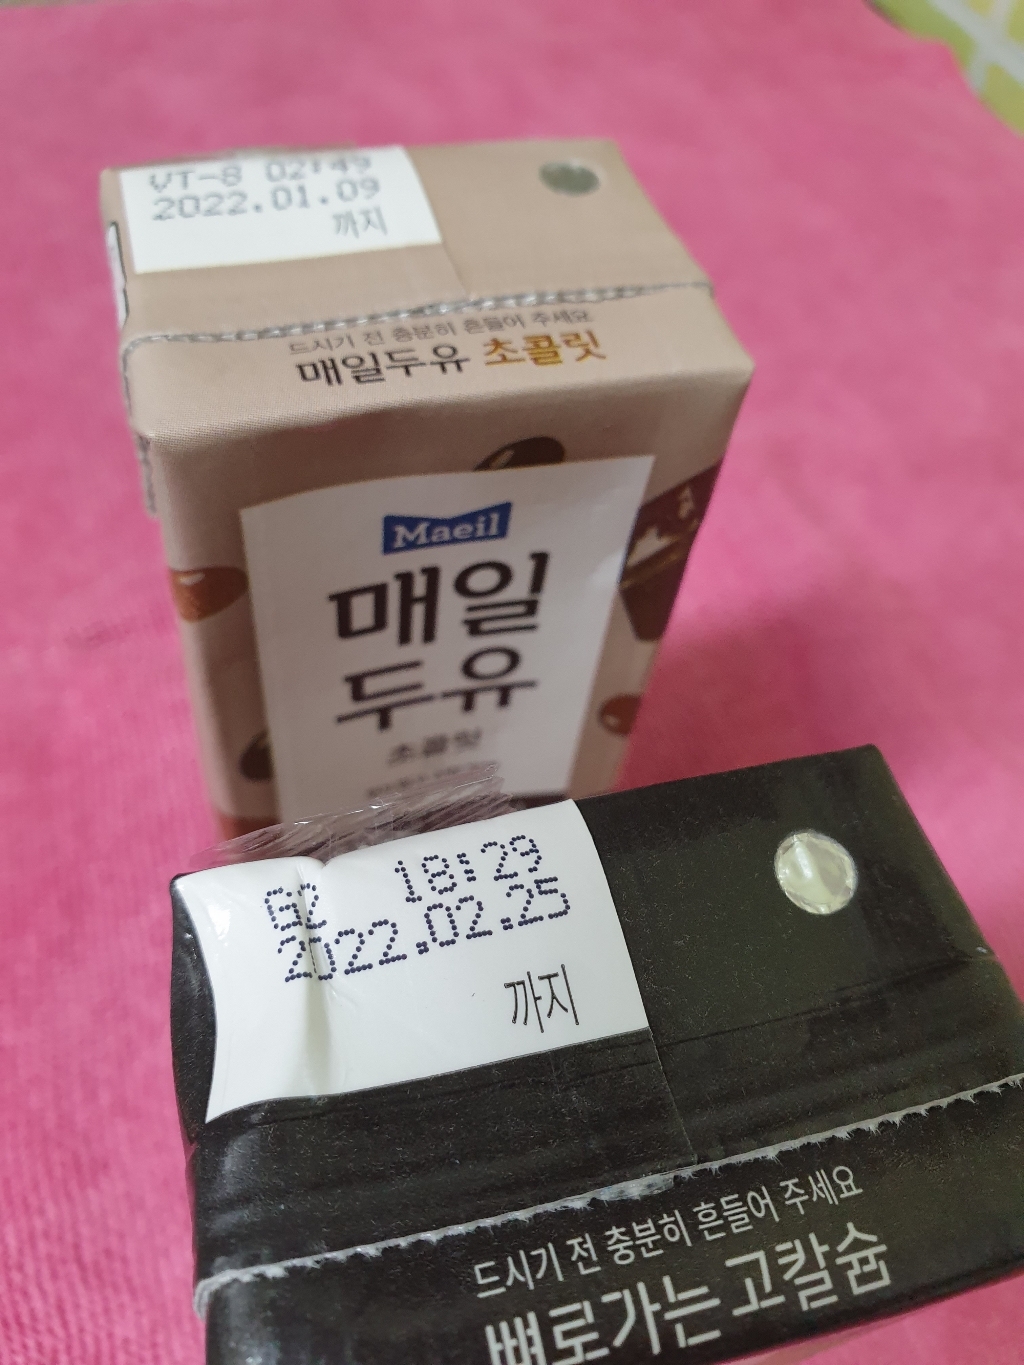 VT-8 02:49
2022.01.09
까지
드시기 전 충분히 흔들어 주세요
매일두유 초콜릿
Maeil
매일
두유
초콜릿
82 18:29
2022.02.25
까지
드시기 전 충분히 흔들어 주세요
뼈로가는 고칼슘